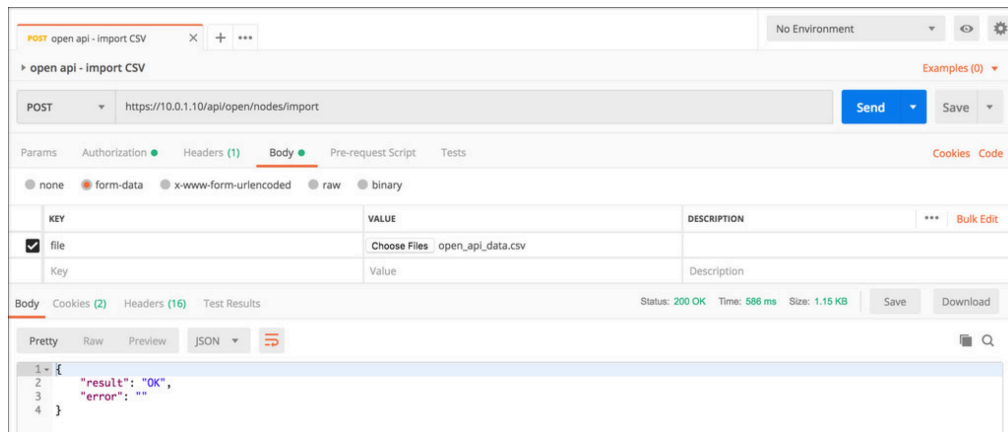 POST open api - import CSV × + ••• No Environment
open api - import CSV Examples (0)
POST https://10.0.1.10/api/open/nodes/import Send Save
Params Authorization Headers (1) Body Pre-request Script Tests Cookies Code
none form-data x-www-form-urlencoded raw binary
KEY VALUE DESCRIPTION ••• Bulk Edit
file Choose Files open_api_data.csv
Key Value Description
Body Cookies (2) Headers (16) Test Results Status: 200 OK Time: 586 ms Size: 1.15 KB Save Download
Pretty Raw Preview JSON
1 {
2 "result": "OK",
3 "error": ""
4 }